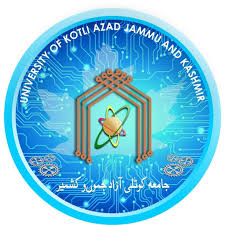 UNIVERSITY OF KOTLI AZAD JAMMU AND KASHMIR
جامعہ کوٹلی آزاد جموں و کشمیر